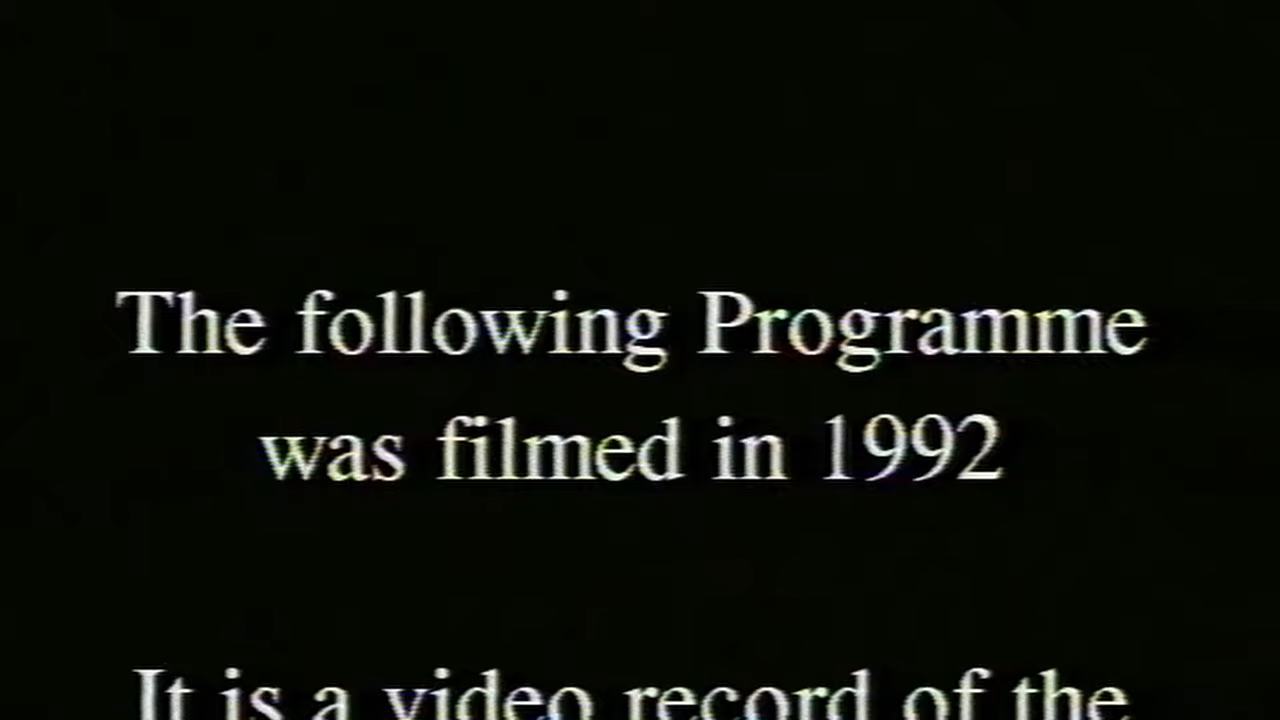 The following Programme
was filmed in 1992
It is a video record of the